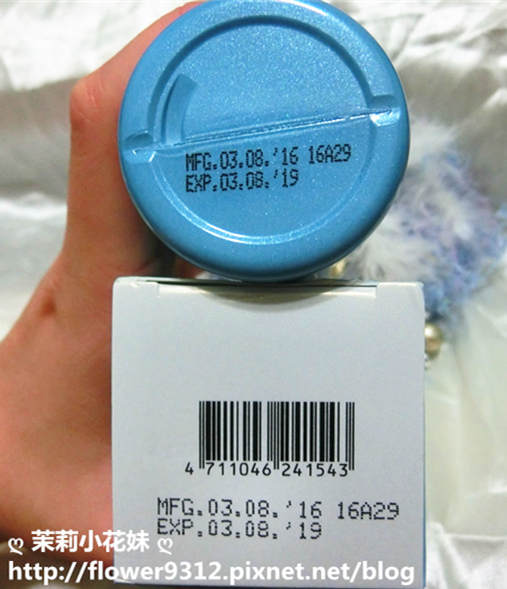 MFG.03.08.'16 16A29
EXP.03.08.'19
4 711046 241543
MFG.03.08.'16 16A29
EXP.03.08.'19
ღ 茉莉小花妹 ღ
http://flower9312.pixnet.net/blog